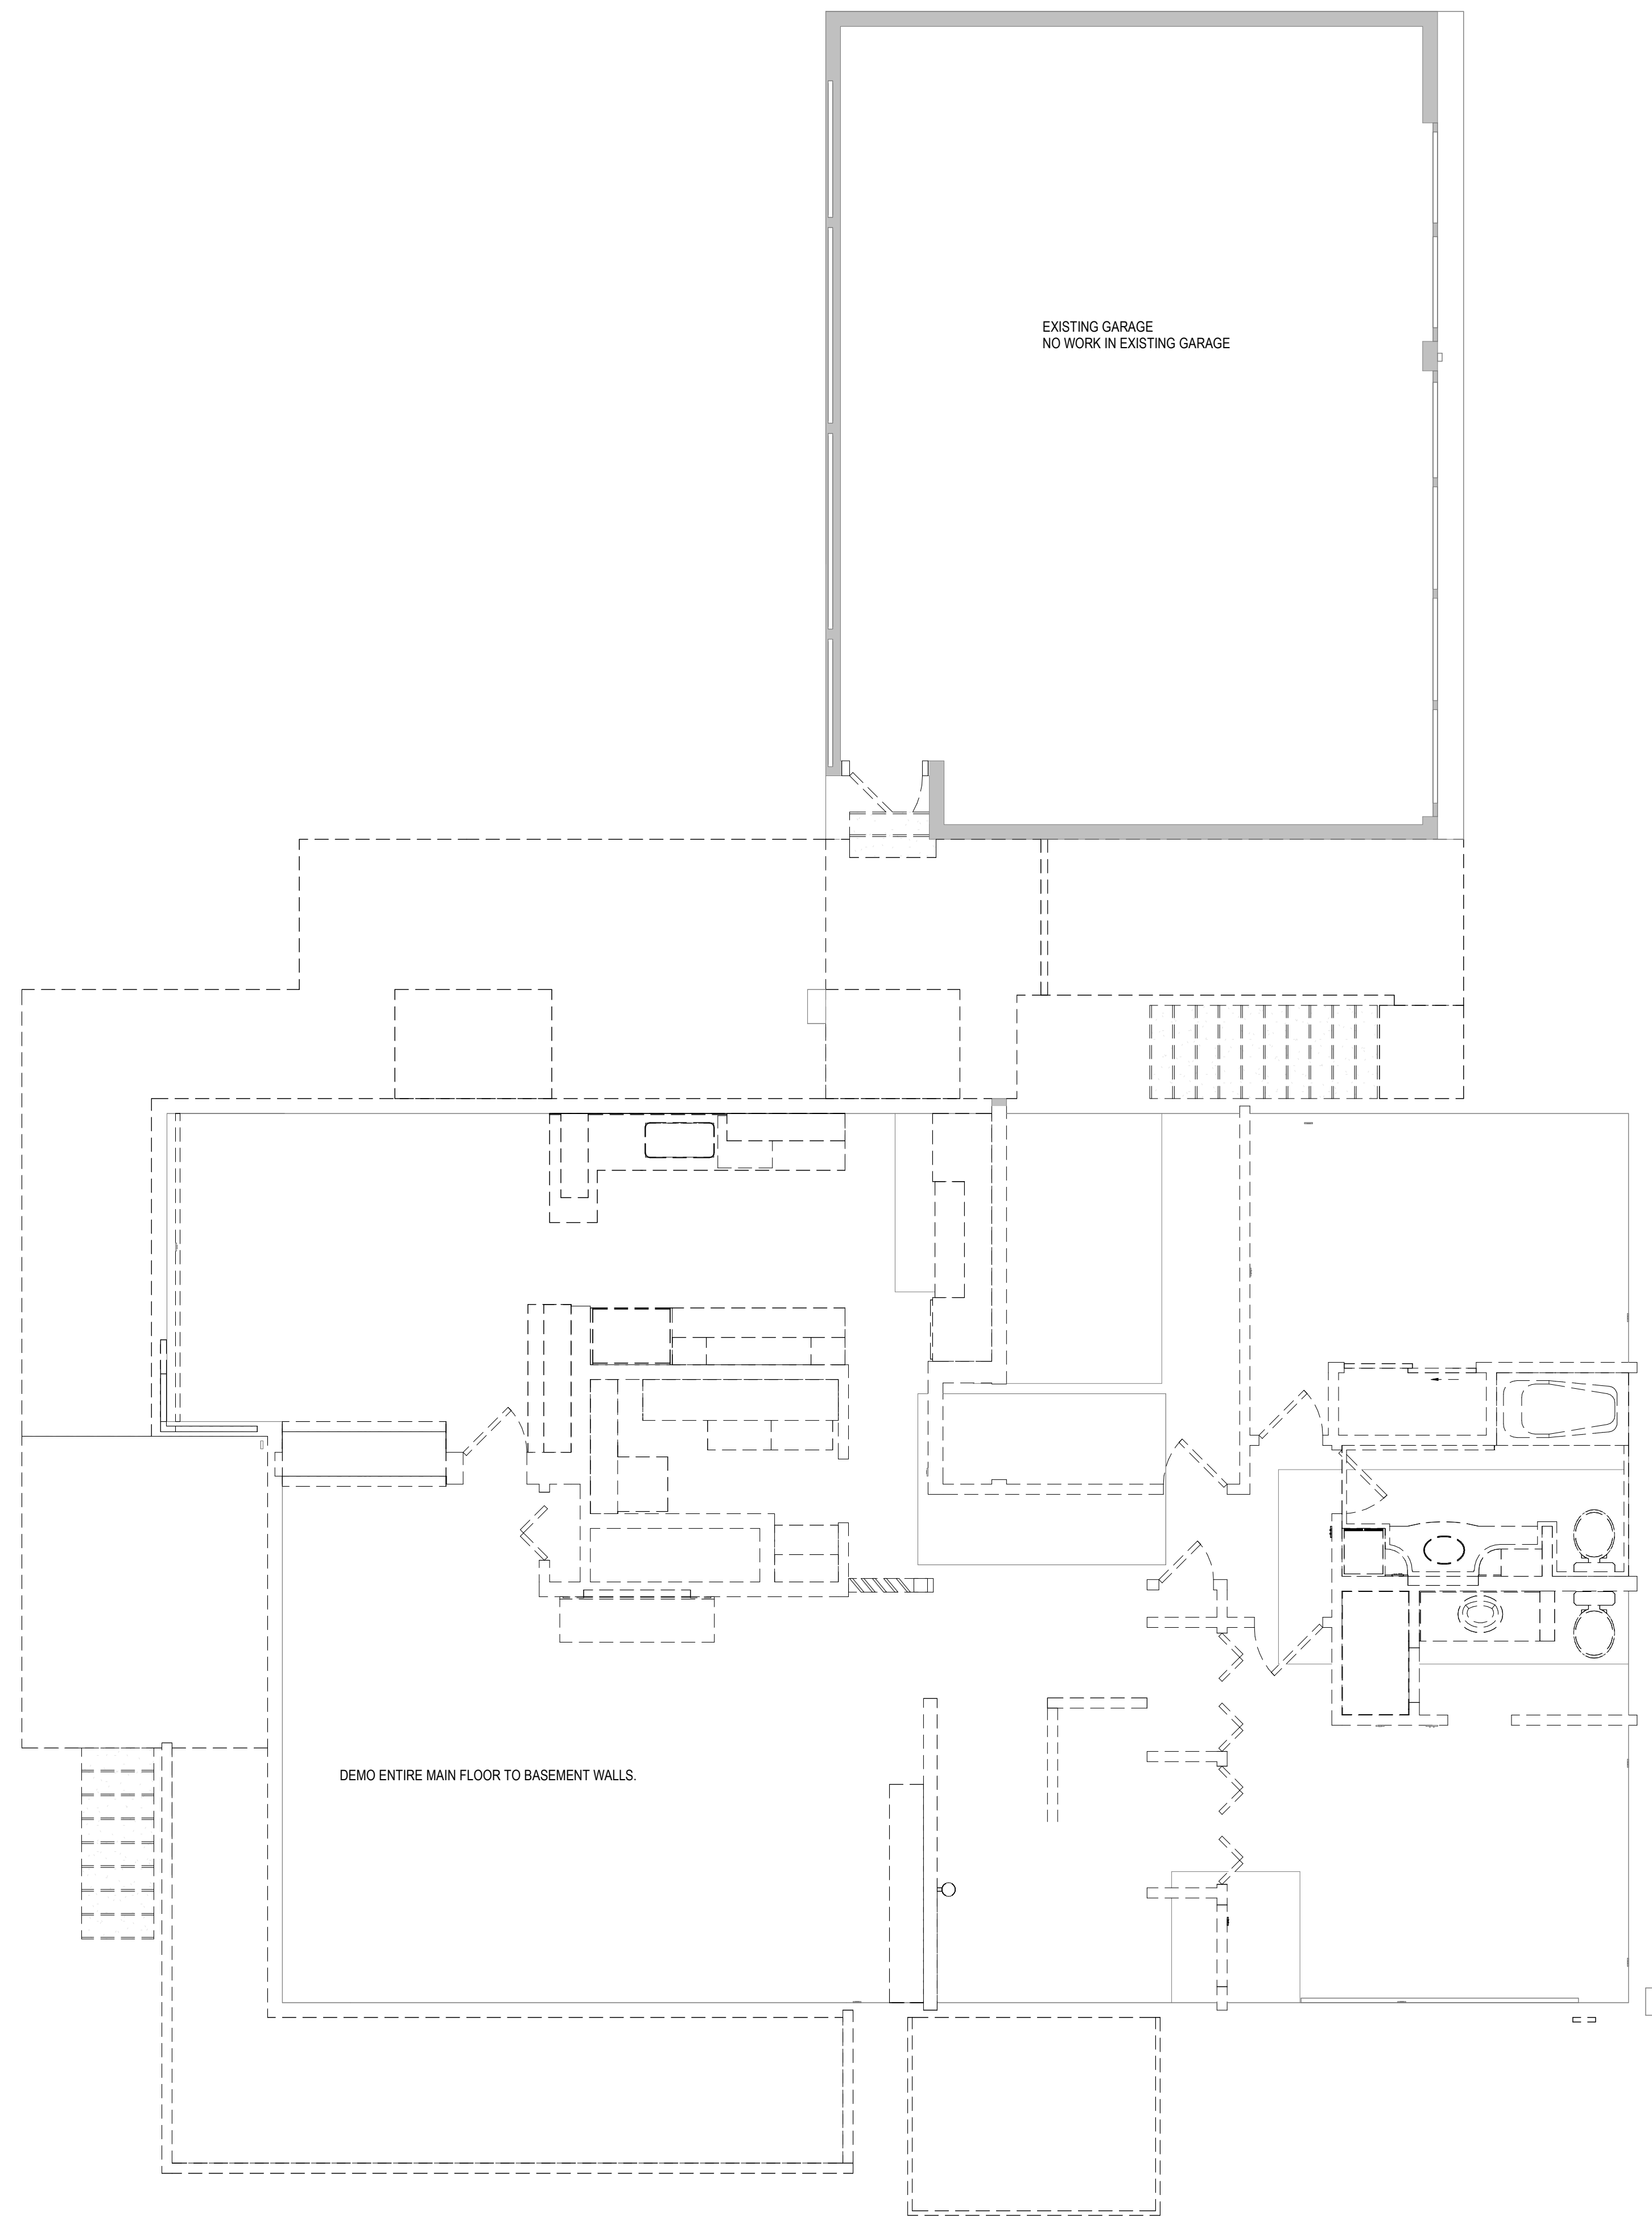 EXISTING GARAGE
NO WORK IN EXISTING GARAGE
DEMO ENTIRE MAIN FLOOR TO BASEMENT WALLS.